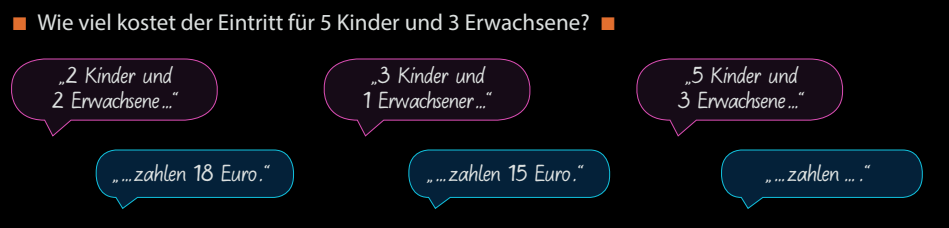 Wie viel kostet der Eintritt für 5 Kinder und 3 Erwachsene?
„2 Kinder und
2 Erwachsene ...“
„... zahlen 18 Euro.“
„3 Kinder und
1 Erwachsener ...“
„... zahlen 15 Euro.“
„5 Kinder und
3 Erwachsene ...“
„... zahlen ... .“